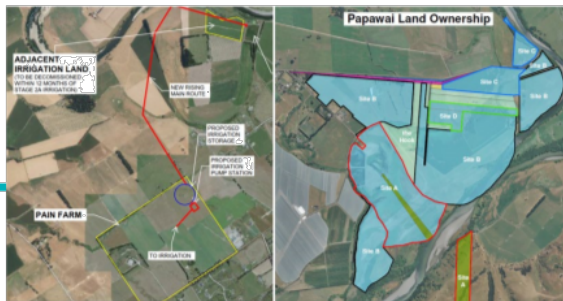 ADJACENT
IRRIGATION LAND
(TO BE DECOMMISSIONED
WITHIN 12 MONTHS OF
STAGE 2A IRRIGATION)
NEW RISING
MAIN ROUTE
PROPOSED
IRRIGATION
STORAGE
PROPOSED
IRRIGATION
PUMP STATION
PAIN FARM
TO IRRIGATION
Papawai Land Ownership
Site C
Site B
Site C
Site B
Site B
Site D
Site B
Site A
Site B
Site
A